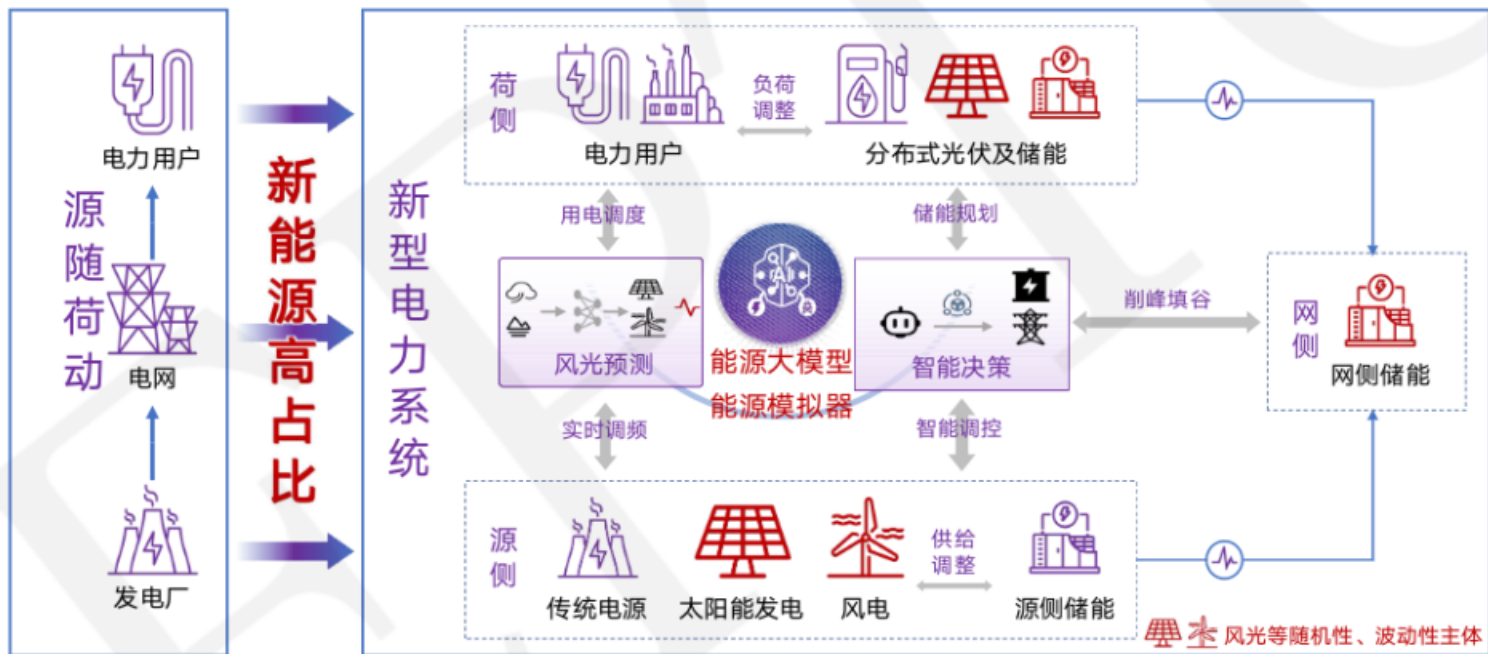 电力用户
源随荷动
电网
发电厂
新能源高占比
新型电力系统
荷侧
电力用户
负荷
调整
分布式光伏及储能
用电调度
储能规划
AI
风光预测
能源大模型
能源模拟器
智能决策
削峰填谷
网侧
网侧储能
实时调频
智能调控
源侧
传统电源
太阳能发电
风电
供给
调整
源侧储能
风光等随机性、波动性主体